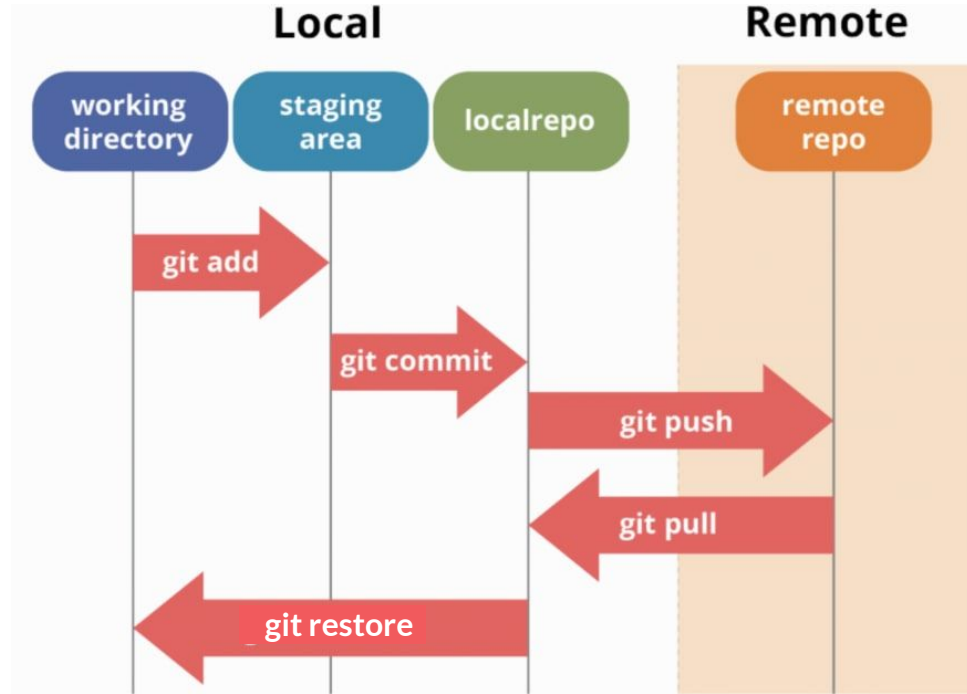 Local
Remote
working
directory
staging
area
localrepo
remote
repo
git add
git commit
git push
git pull
git restore